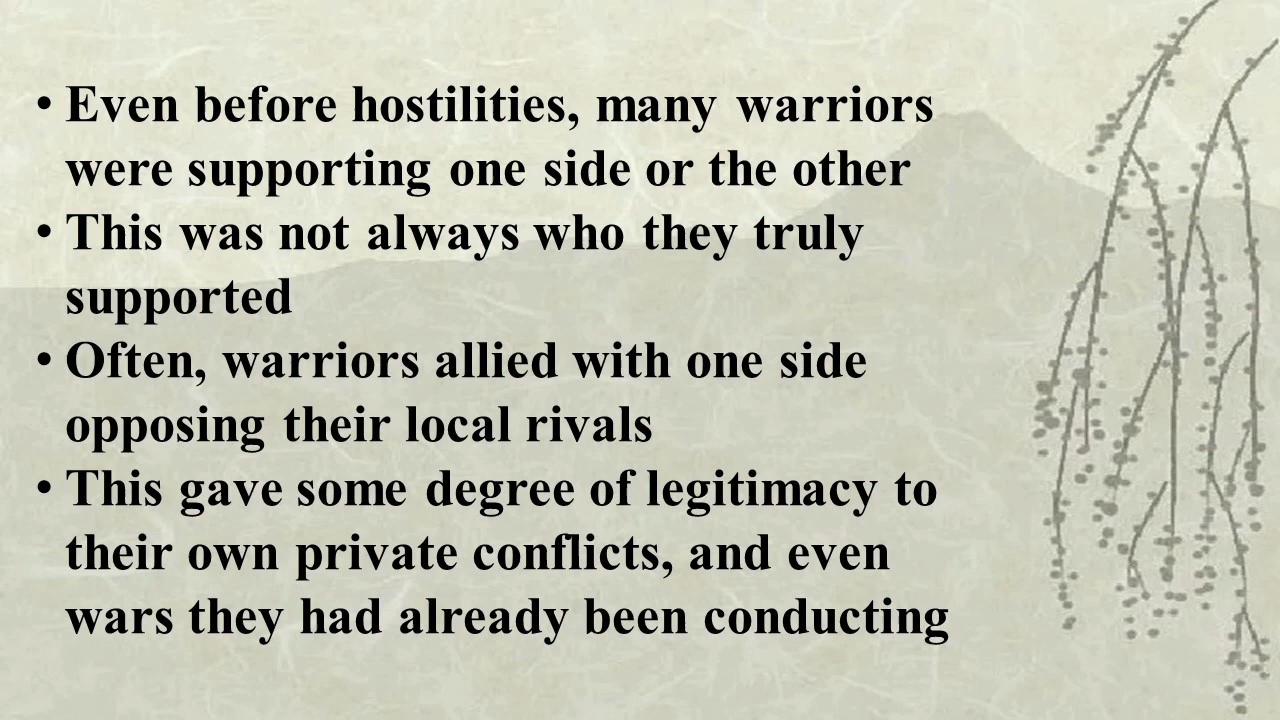 • Even before hostilities, many warriors
were supporting one side or the other
• This was not always who they truly
supported
• Often, warriors allied with one side
opposing their local rivals
• This gave some degree of legitimacy to
their own private conflicts, and even
wars they had already been conducting